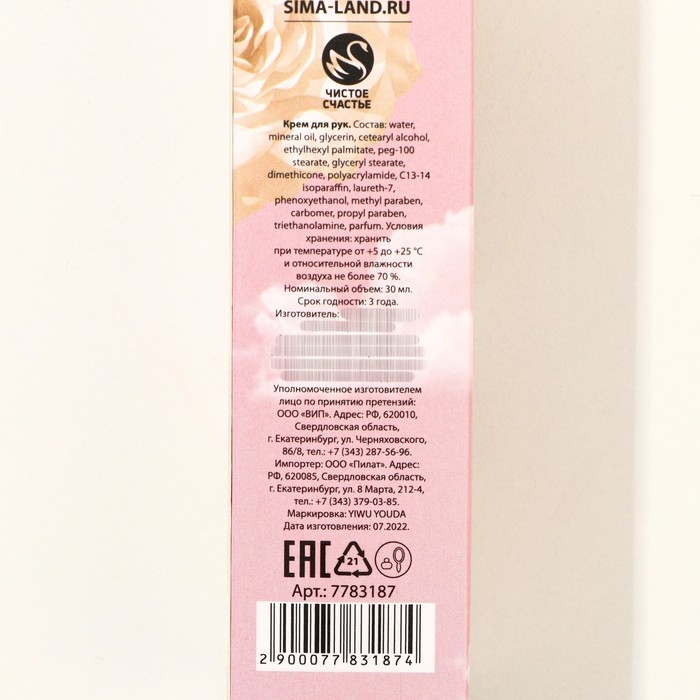 SIMA-LAND.RU
ЧИСТОЕ
СЧАСТЬЕ
Крем для рук. Состав: water,
mineral oil, glycerin, cetearyl alcohol,
ethylhexyl palmitate, peg-100
stearate, glyceryl stearate,
dimethicone, polyacrylamide, C13-14
isoparaffin, laureth-7,
phenoxyethanol, methyl paraben,
carbomer, propyl paraben,
triethanolamine, parfum. Условия
хранения: хранить
при температуре от +5 до +25 °C
и относительной влажности
воздуха не более 70 %.
Номинальный объем: 30 мл.
Срок годности: 3 года.
Изготовитель:
Уполномоченное изготовителем
лицо по принятию претензий:
ООО «ВИП». Адрес: РФ, 620010,
Свердловская область,
г. Екатеринбург, ул. Черняховского,
86/8, тел.: +7 (343) 287-56-96.
Импортер: ООО «Пилат». Адрес:
РФ, 620085, Свердловская область,
г. Екатеринбург, ул. 8 Марта, 212-4,
тел.: +7 (343) 379-03-85.
Маркировка: YIWU YOUDA
Дата изготовления: 07.2022.
EAC 21
Арт.: 7783187
2 900077 831874